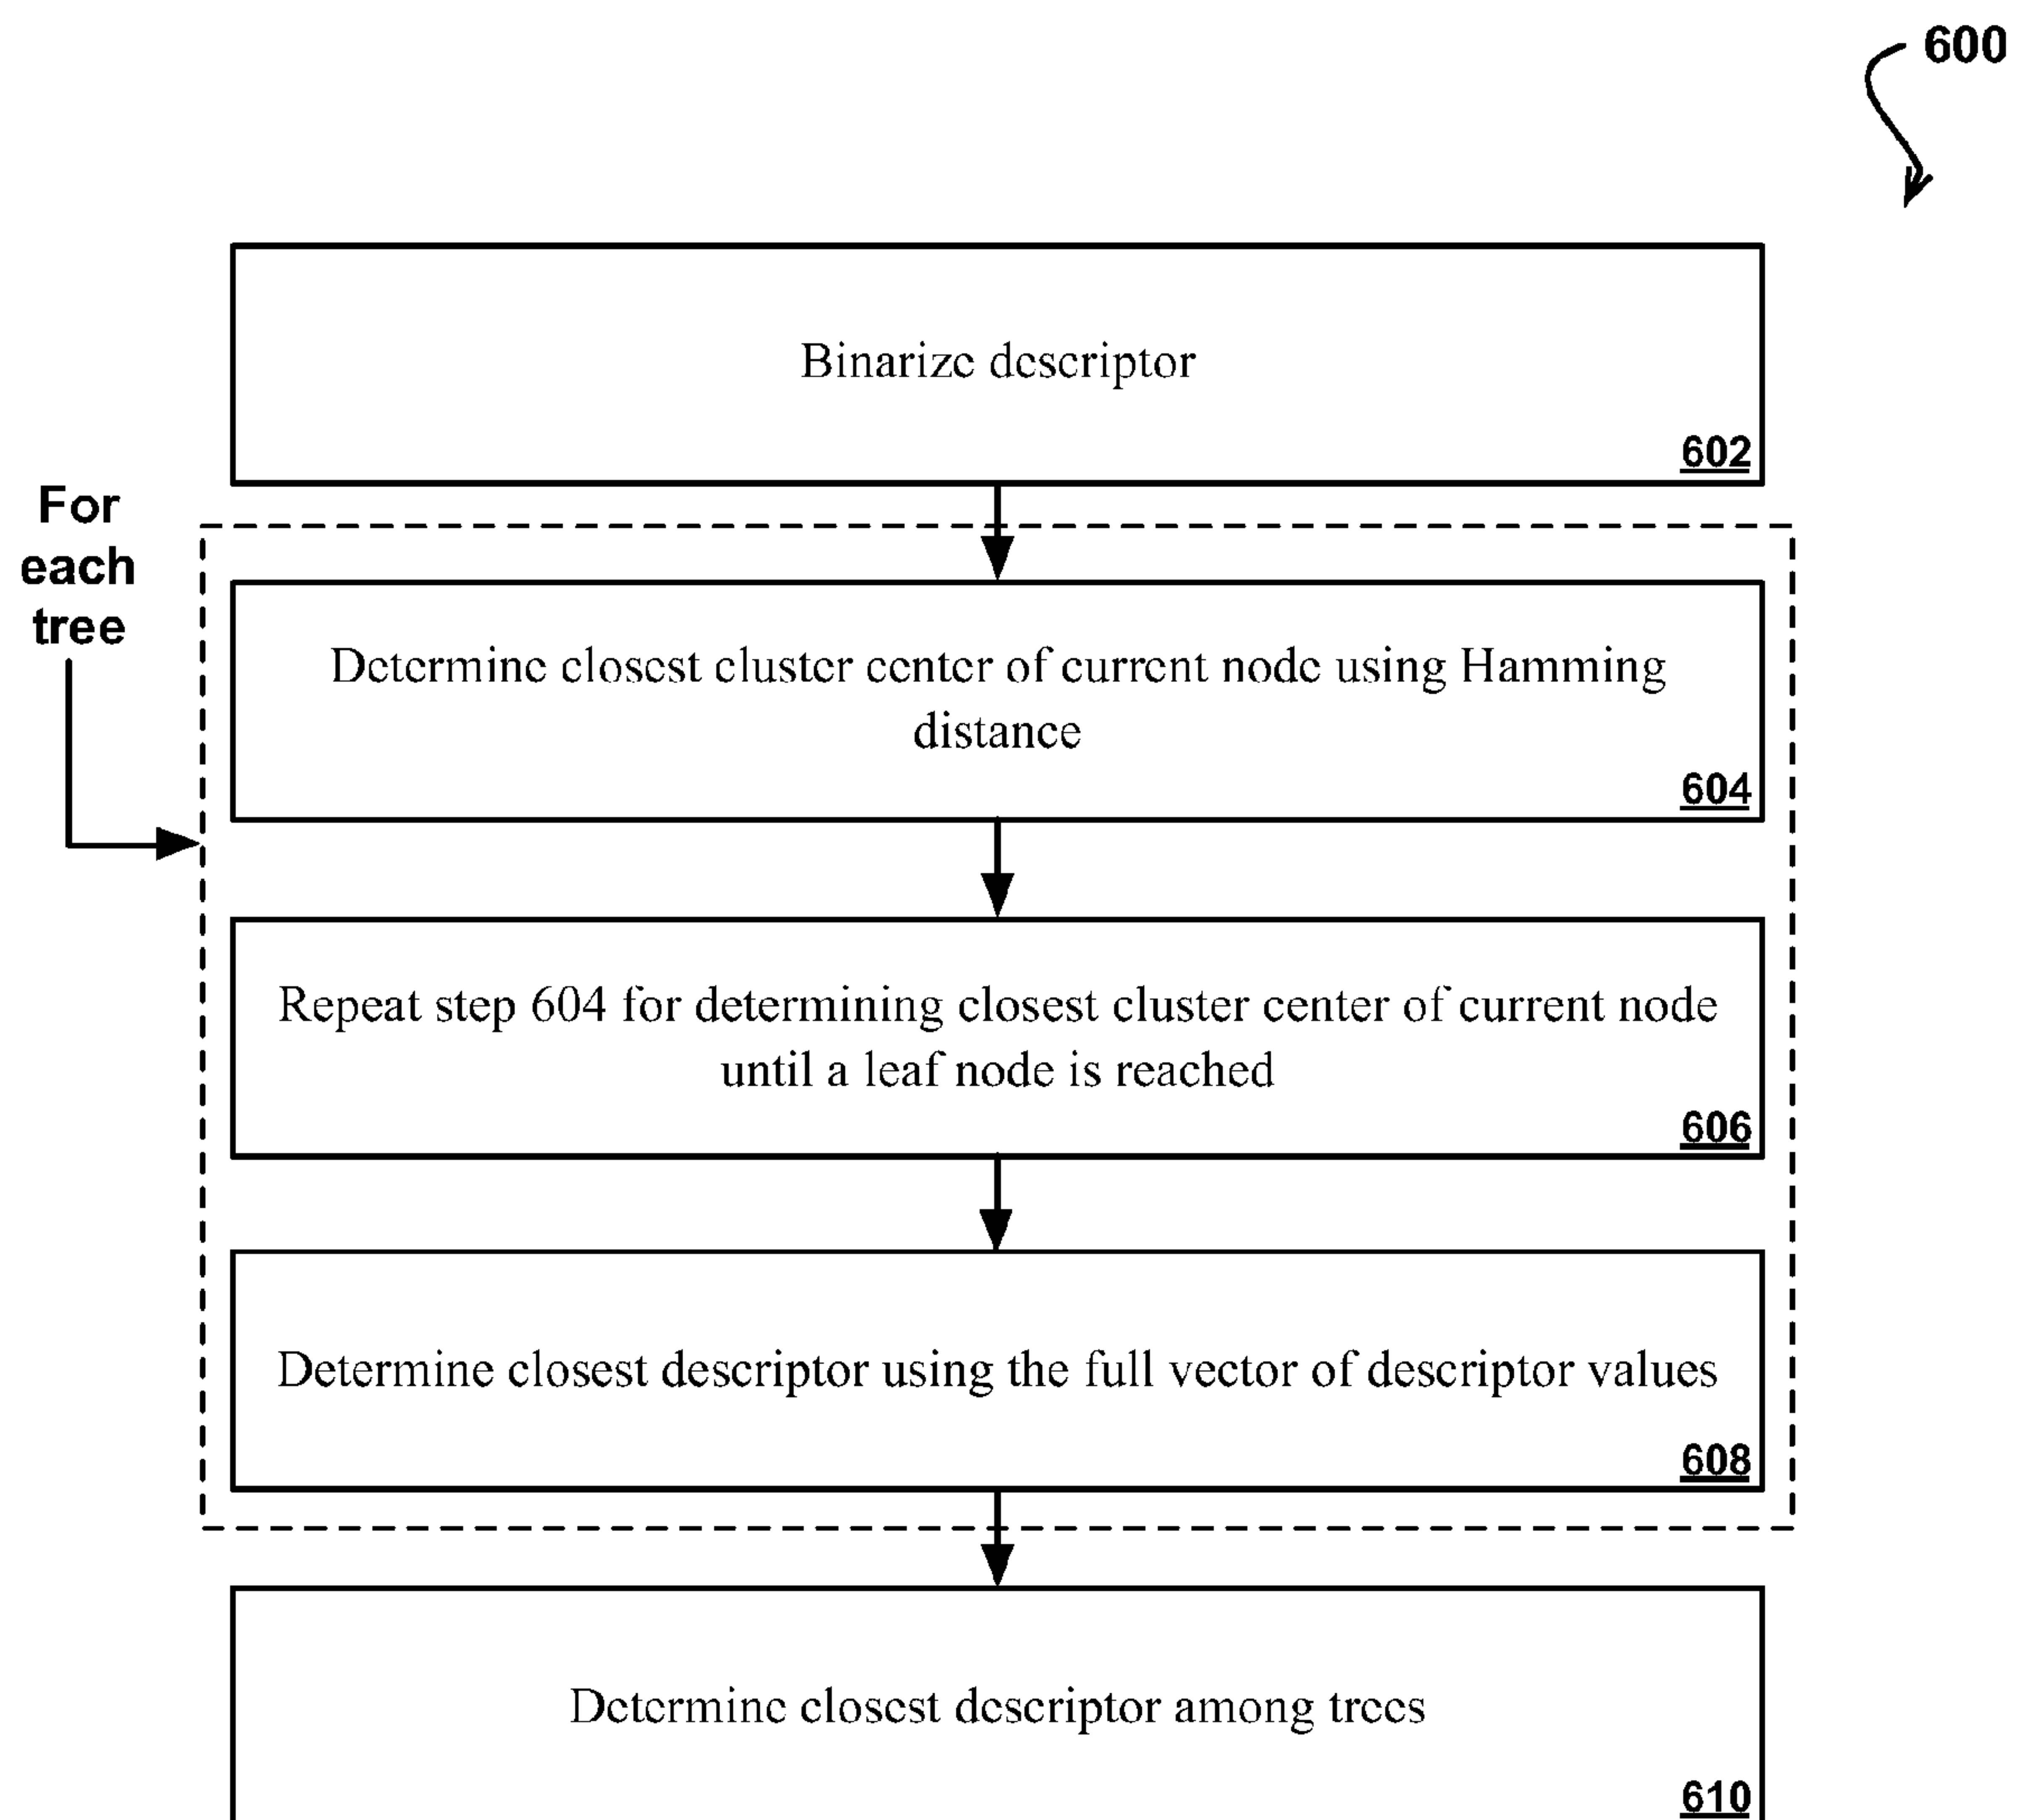 600
Binarize descriptor
602
For
each
tree
Determine closest cluster center of current node using Hamming
distance
604
Repeat step 604 for determining closest cluster center of current node
until a leaf node is reached
606
Determine closest descriptor using the full vector of descriptor values
608
Determine closest descriptor among trees
610